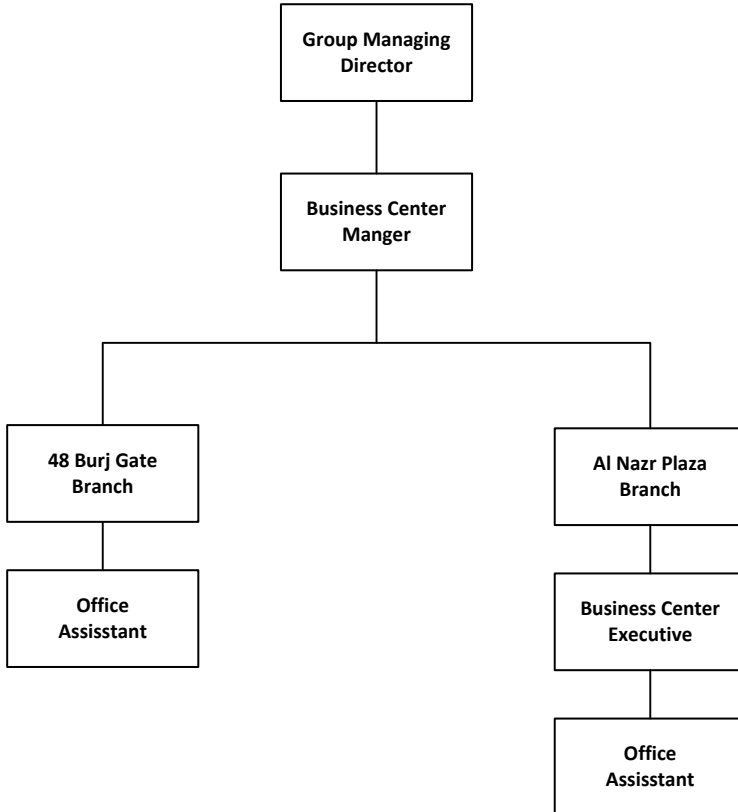 Group Managing
Director
Business Center
Manger
48 Burj Gate
Branch
Al Nazr Plaza
Branch
Office
Assisstant
Business Center
Executive
Office
Assisstant